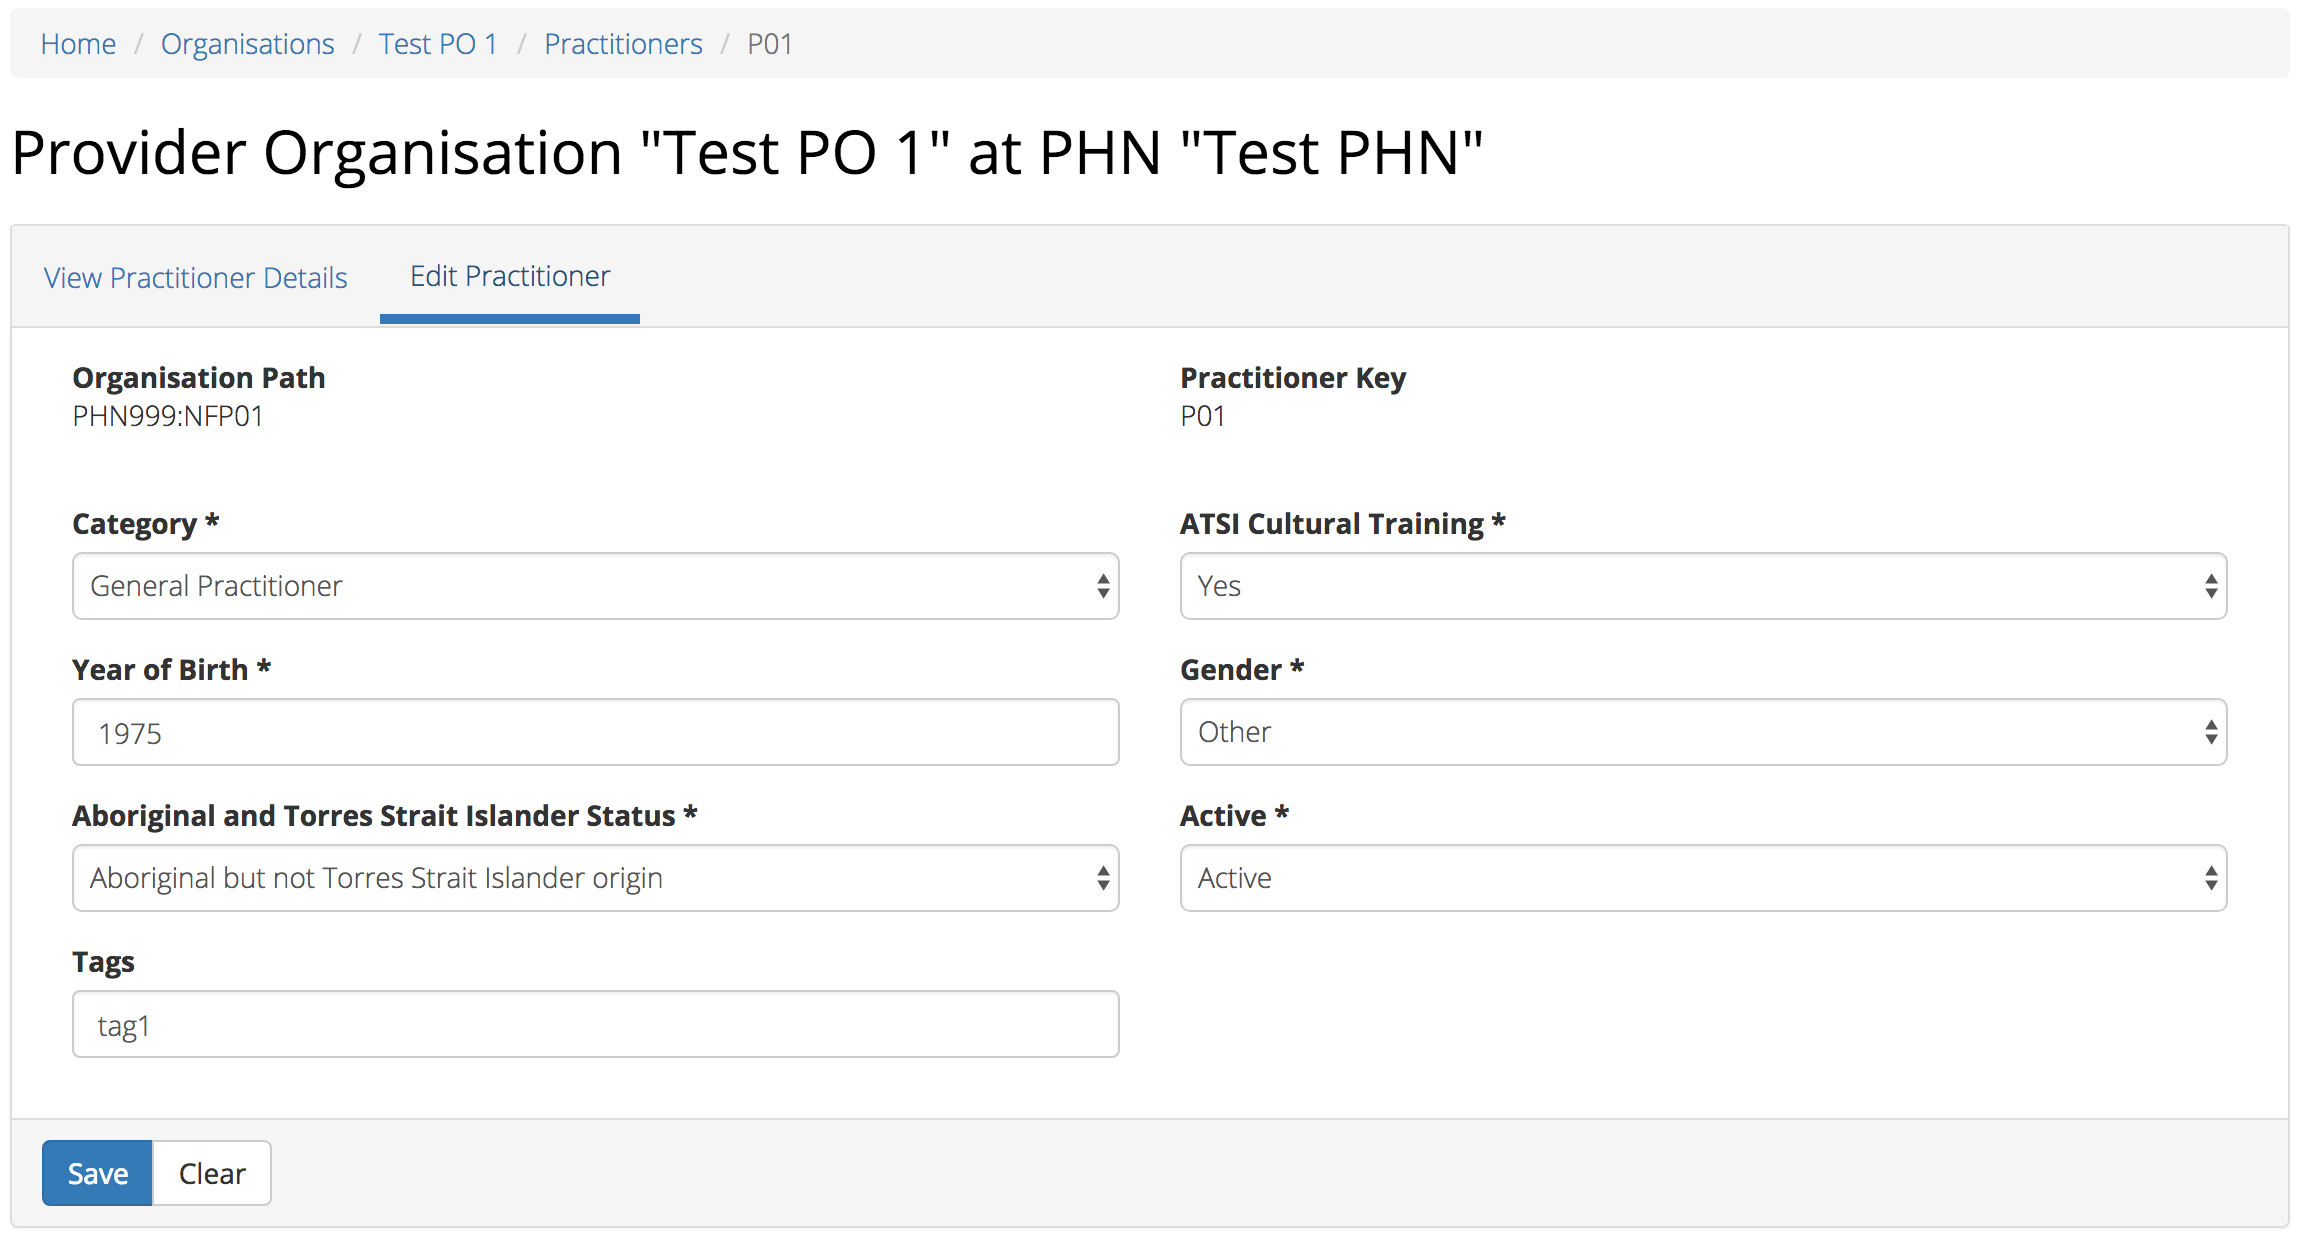 Home / Organisations / Test PO 1 / Practitioners / P01
Provider Organisation "Test PO 1" at PHN "Test PHN"
View Practitioner Details Edit Practitioner
Organisation Path
PHN999:NFP01
Practitioner Key
P01
Category *
General Practitioner
ATSI Cultural Training *
Yes
Year of Birth *
1975
Gender *
Other
Aboriginal and Torres Strait Islander Status *
Aboriginal but not Torres Strait Islander origin
Active *
Active
Tags
tag1
Save Clear